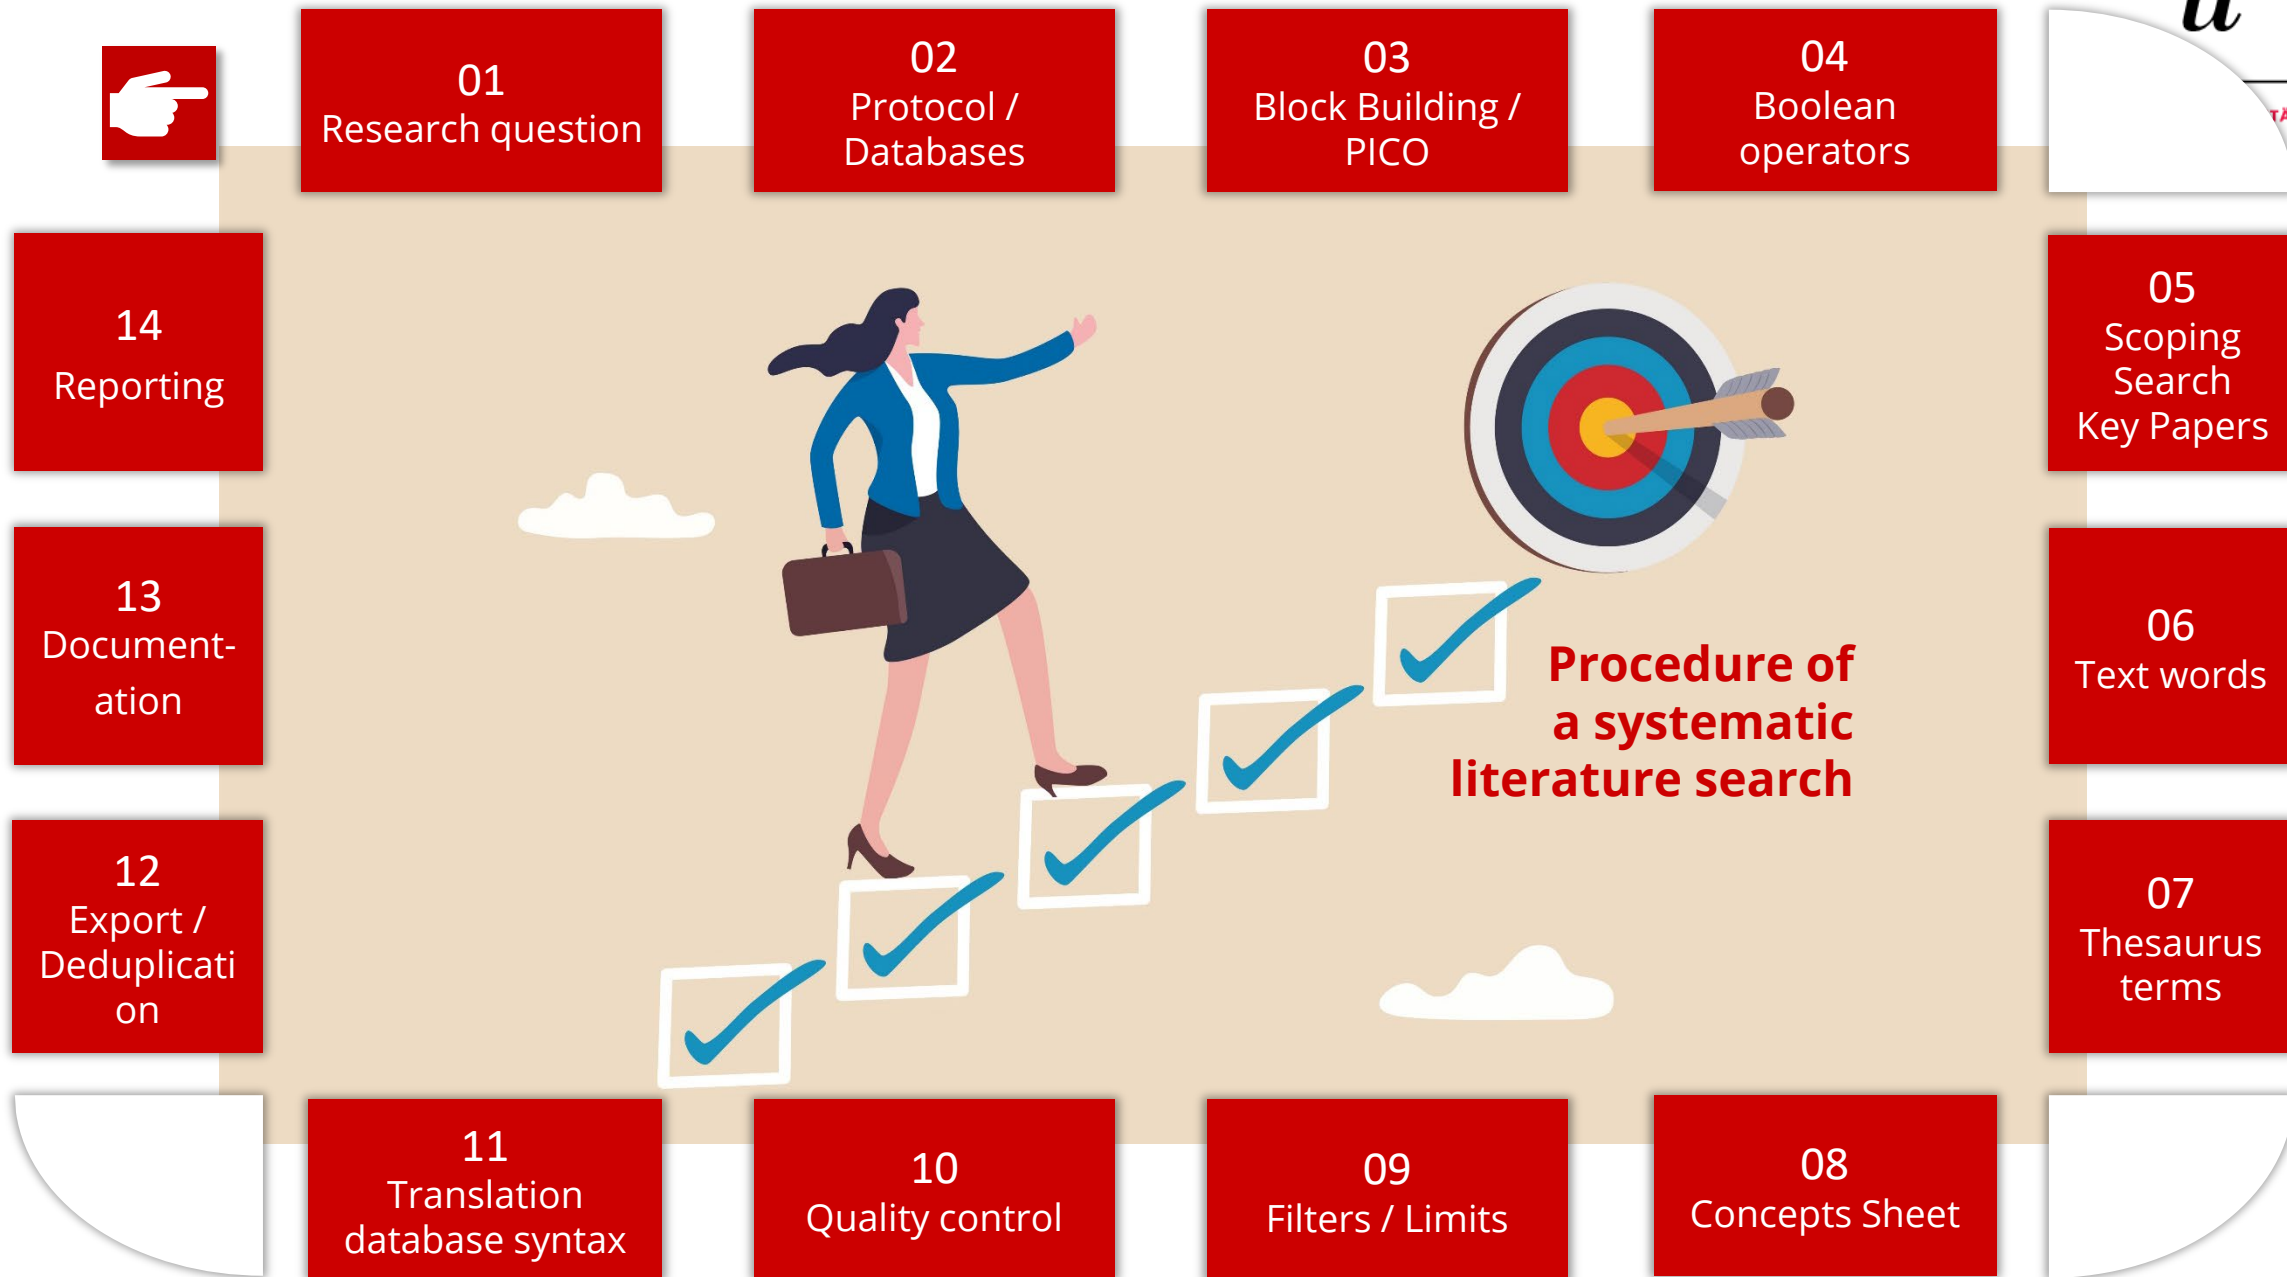 u
01
Research question
02
Protocol /
Databases
03
Block Building /
PICO
04
Boolean
operators
05
Scoping
Search
Key Papers
06
Text words
07
Thesaurus
terms
08
Concepts Sheet
09
Filters / Limits
10
Quality control
11
Translation
database syntax
12
Export /
Deduplicati
on
13
Document-
ation
14
Reporting
Procedure of
a systematic
literature search